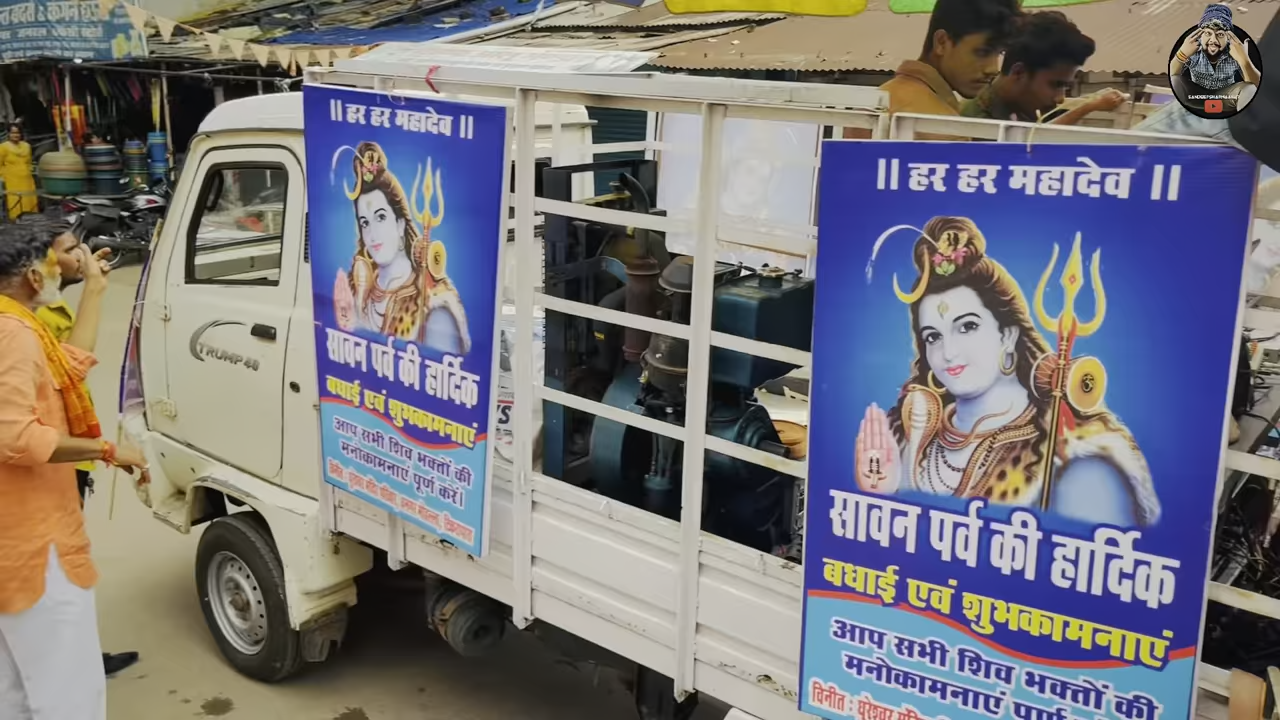 || हर हर महादेव ||
सावन पर्व की हार्दिक
बधाई एवं शुभकामनाएं
आप सभी शिव भक्तों की
मनोकामनाएं पूर्ण करें।
TRUMP 40
|| हर हर महादेव ||
सावन पर्व की हार्दिक
बधाई एवं शुभकामनाएं
आप सभी शिव भक्तों की
मनोकामनाएं पूर्ण
विनीत : धूरेश्वर